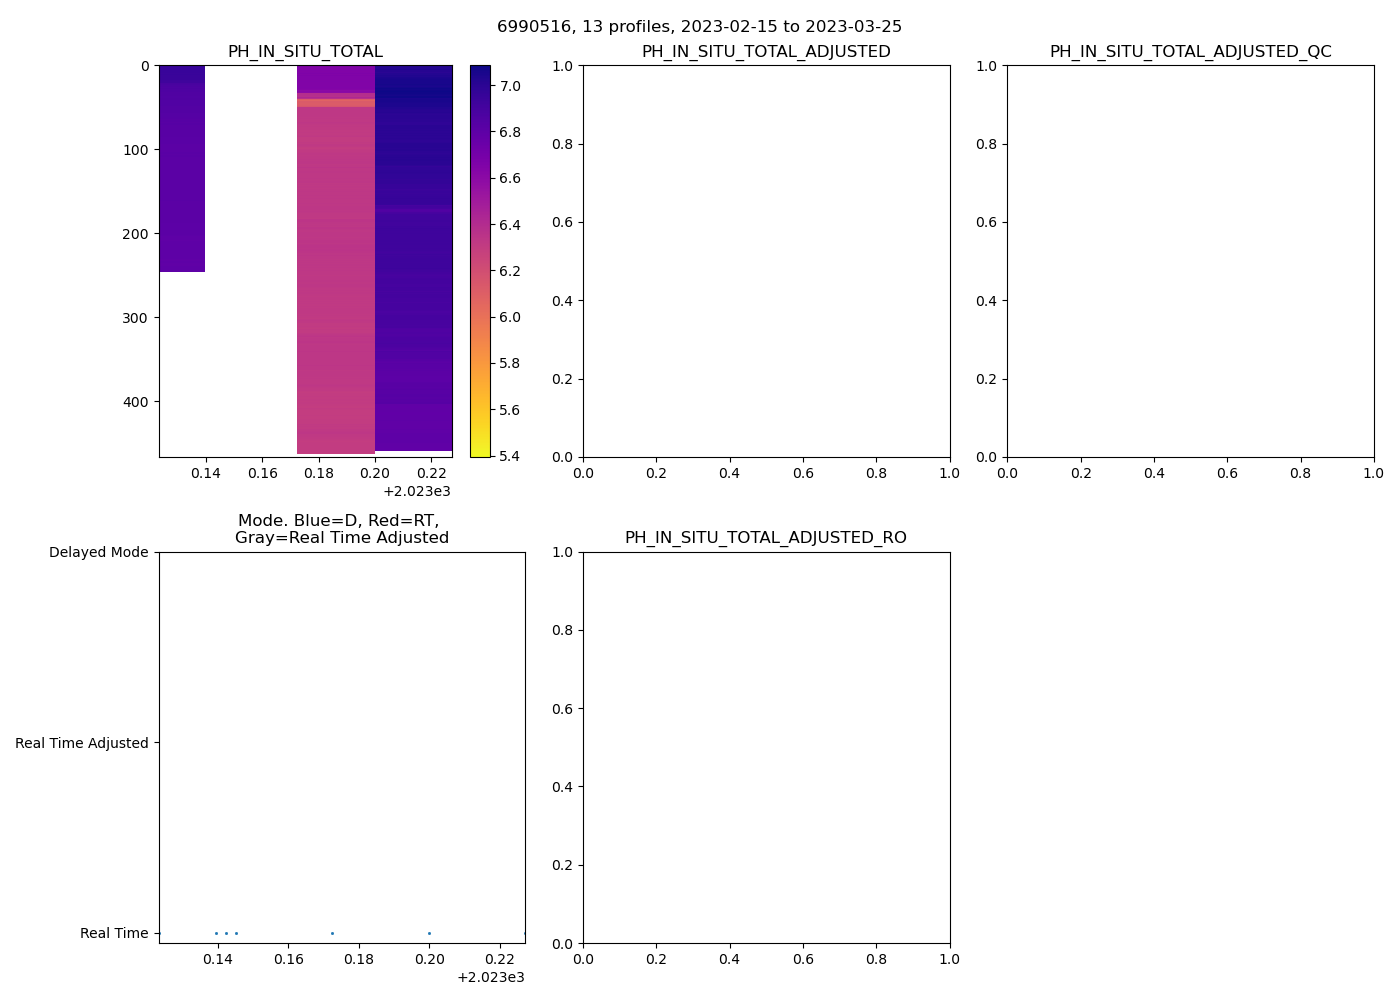 6990516, 13 profiles, 2023-02-15 to 2023-03-25
PH_IN_SITU_TOTAL
0
100
200
300
400
0.14 0.16 0.18 0.20 0.22
+2.023e3
7.0
6.8
6.6
6.4
6.2
6.0
5.8
5.6
5.4
PH_IN_SITU_TOTAL_ADJUSTED
1.0
0.8
0.6
0.4
0.2
0.0
0.0 0.2 0.4 0.6 0.8 1.0
PH_IN_SITU_TOTAL_ADJUSTED_QC
1.0
0.8
0.6
0.4
0.2
0.0
0.0 0.2 0.4 0.6 0.8 1.0
Mode. Blue=D, Red=RT,
Gray=Real Time Adjusted
Delayed Mode
Real Time Adjusted
Real Time
0.14 0.16 0.18 0.20 0.22
+2.023e3
PH_IN_SITU_TOTAL_ADJUSTED_RO
1.0
0.8
0.6
0.4
0.2
0.0
0.0 0.2 0.4 0.6 0.8 1.0